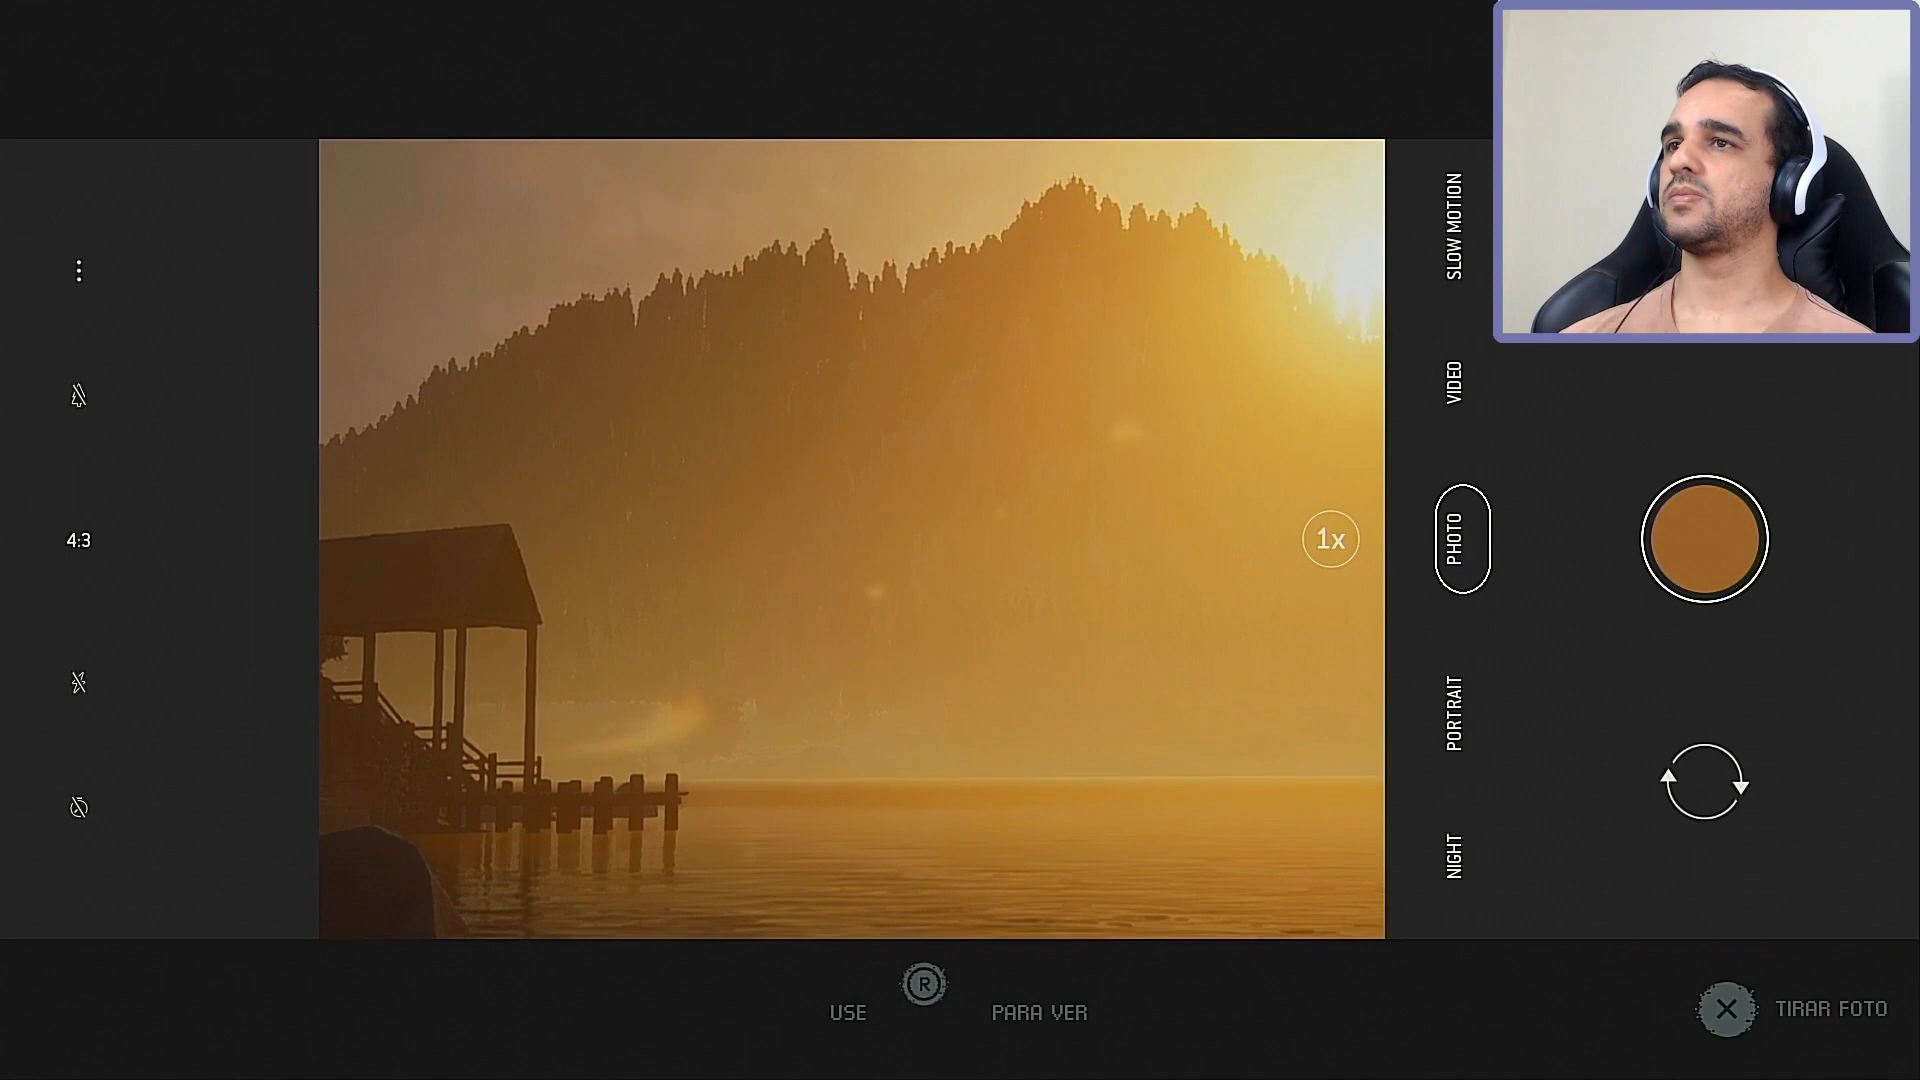 4:3
1x
SLOW MOTION
VIDEO
PHOTO
PORTRAIT
NIGHT
USE R PARA VER
TIRAR FOTO